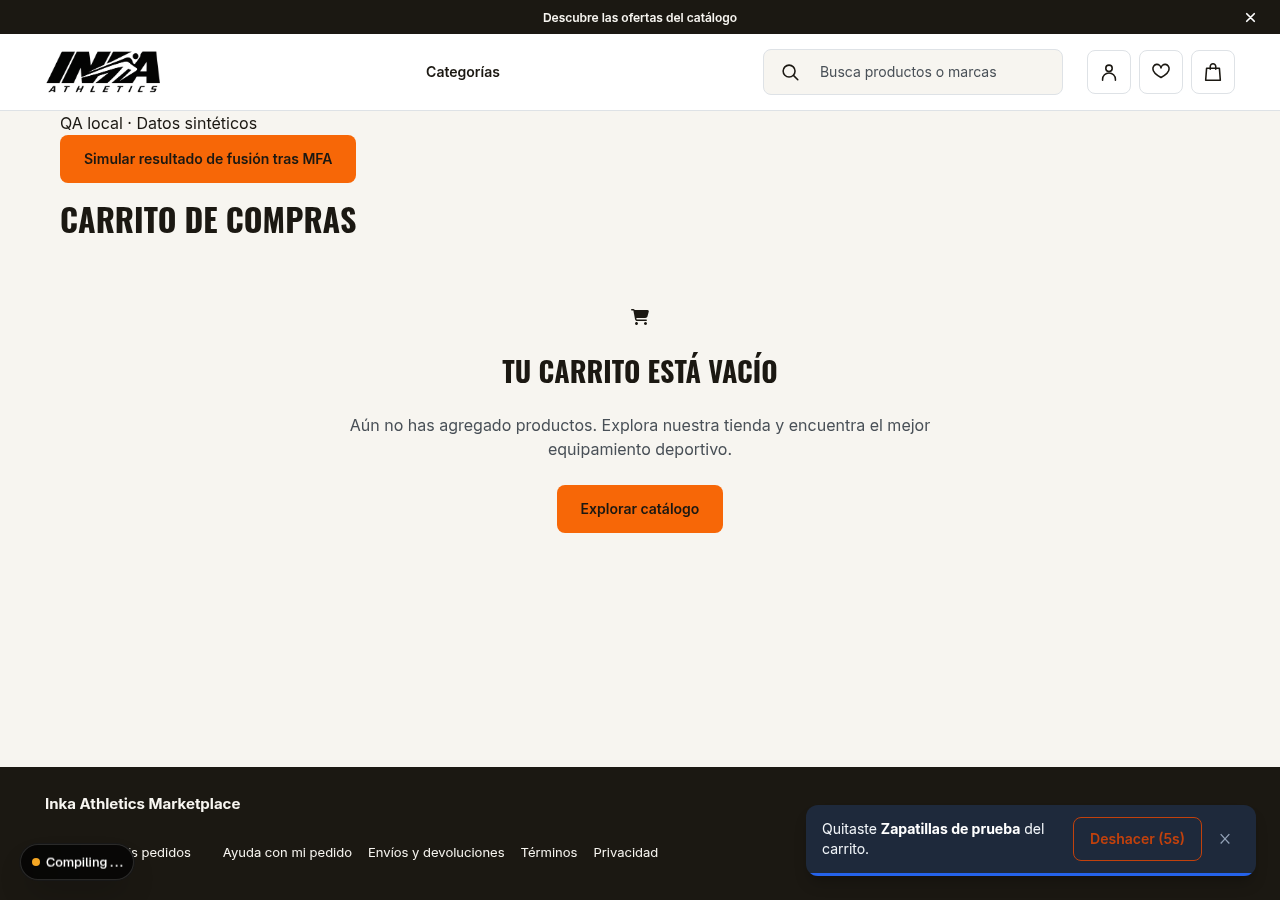 Descubre las ofertas del catálogo
INKA
ATHLETICS
Categorías
Busca productos o marcas
QA local · Datos sintéticos
Simular resultado de fusión tras MFA
CARRITO DE COMPRAS
TU CARRITO ESTÁ VACÍO
Aún no has agregado productos. Explora nuestra tienda y encuentra el mejor
equipamiento deportivo.
Explorar catálogo
Inka Athletics Marketplace
pedidos Ayuda con mi pedido Envíos y devoluciones Términos Privacidad
Compiling ...
Quitaste Zapatillas de prueba del
carrito.
Deshacer (5s)